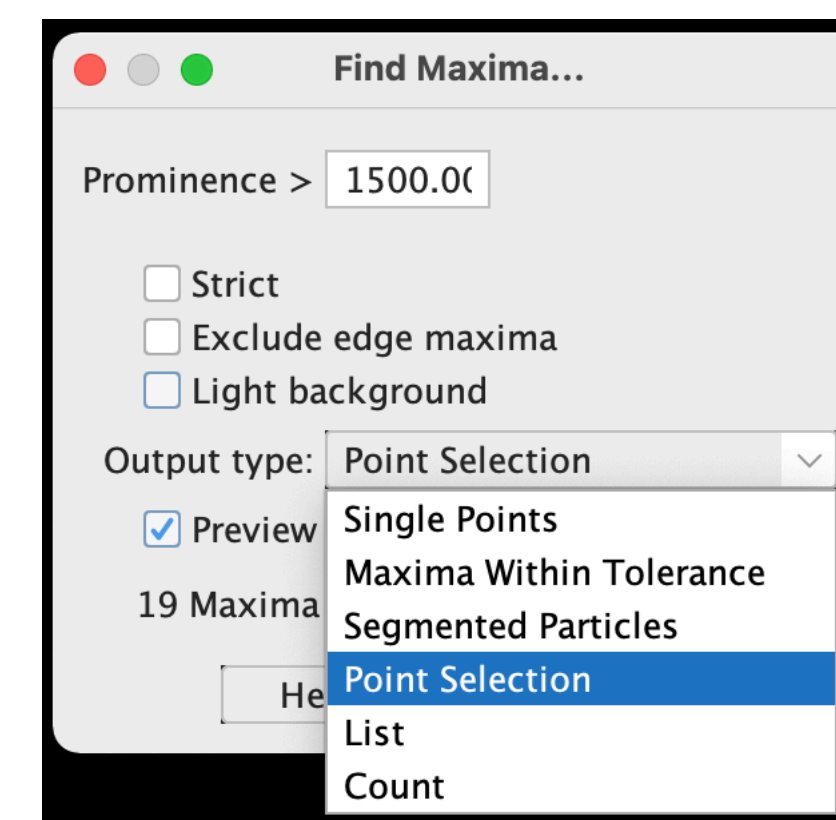 Find Maxima...
Prominence > 1500.0(
Strict
Exclude edge maxima
Light background
Output type: Point Selection
Preview
Single Points
Maxima Within Tolerance
Segmented Particles
Point Selection
List
Count
19 Maxima
He